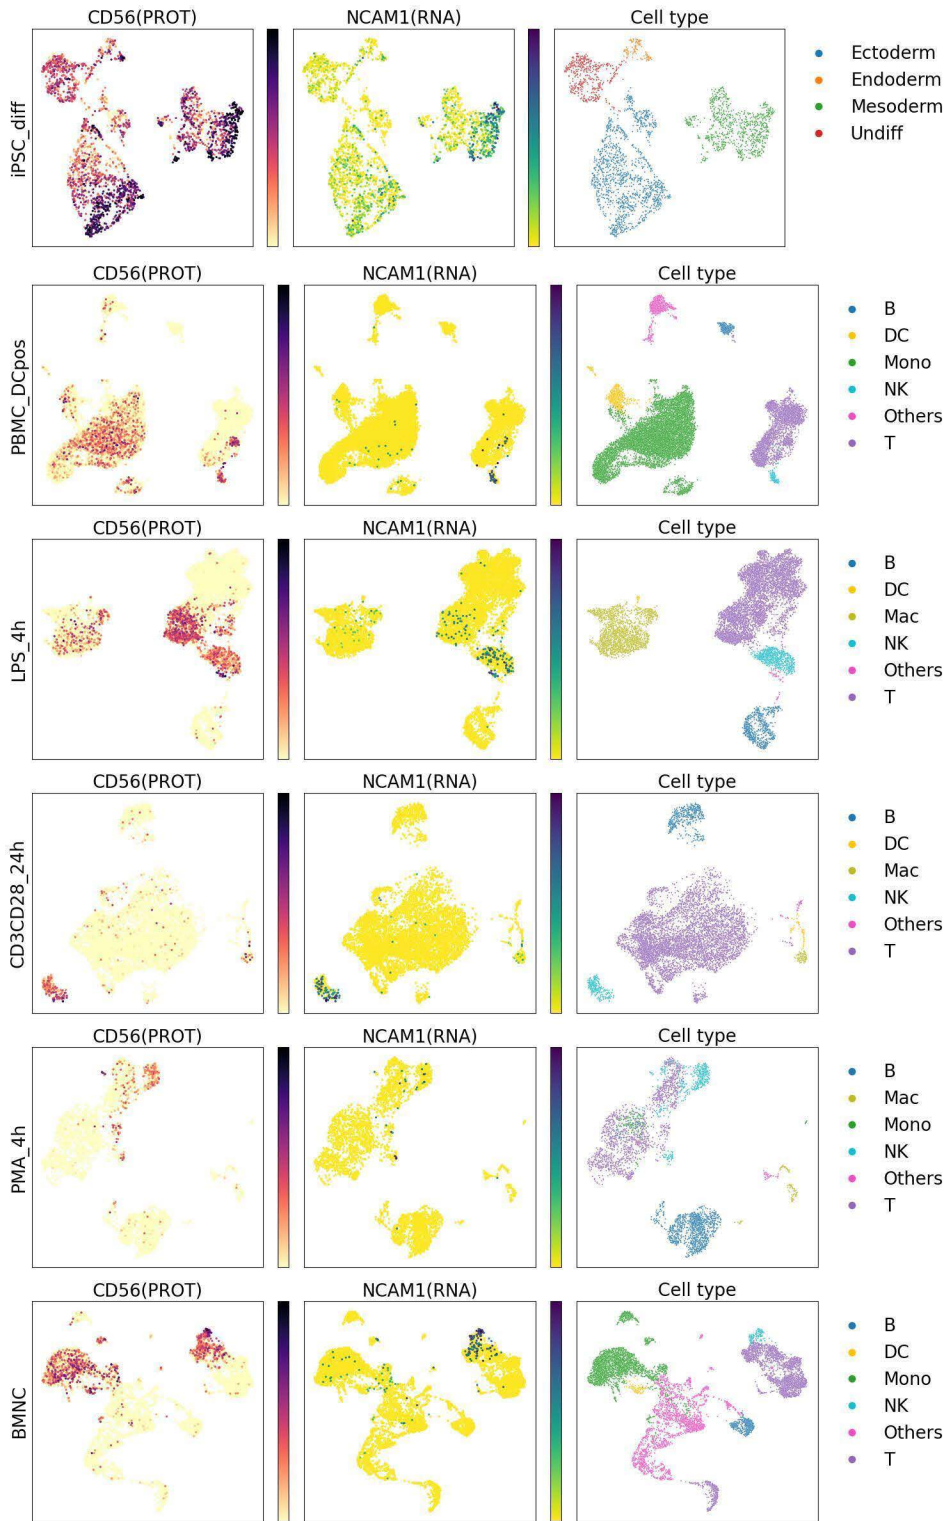 CD56(PROT) NCAM1(RNA) Cell type
iPSC_diff
Ectoderm
Endoderm
Mesoderm
Undiff
CD56(PROT) NCAM1(RNA) Cell type
PBMC_DCpos
B
DC
Mono
NK
Others
T
CD56(PROT) NCAM1(RNA) Cell type
LPS_4h
B
DC
Mac
NK
Others
T
CD56(PROT) NCAM1(RNA) Cell type
CD3CD28_24h
B
DC
Mac
NK
Others
T
CD56(PROT) NCAM1(RNA) Cell type
PMA_4h
B
Mac
Mono
NK
Others
T
CD56(PROT) NCAM1(RNA) Cell type
BMNC
B
DC
Mono
NK
Others
T